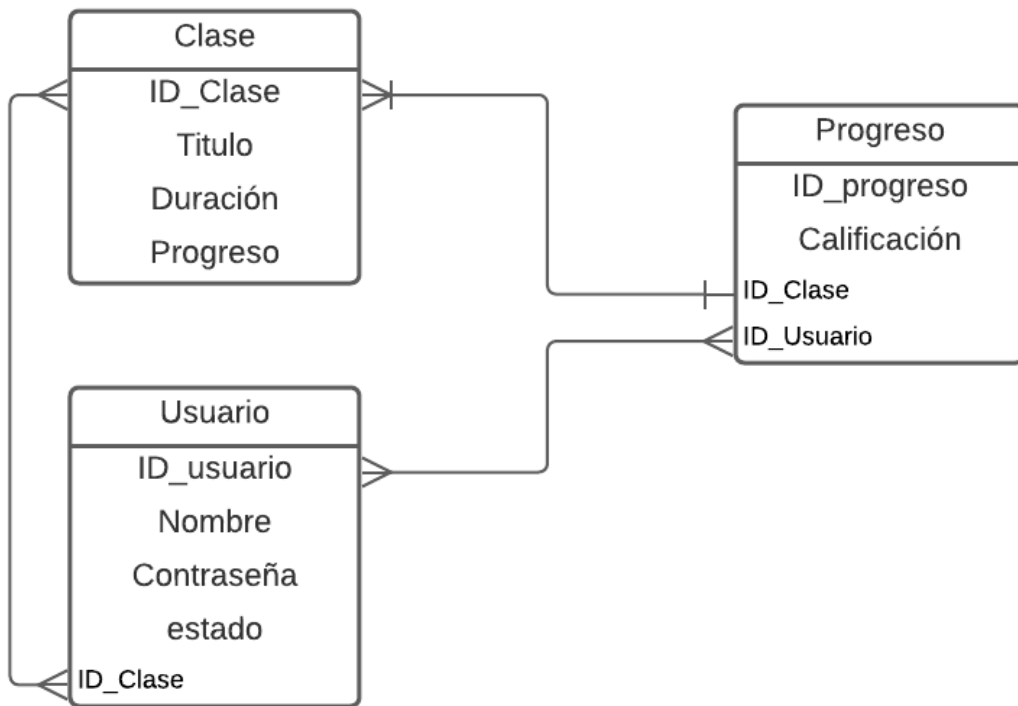 Clase
ID_Clase
Titulo
Duración
Progreso
Progreso
ID_progreso
Calificación
ID_Clase
ID_Usuario
Usuario
ID_usuario
Nombre
Contraseña
estado
ID_Clase